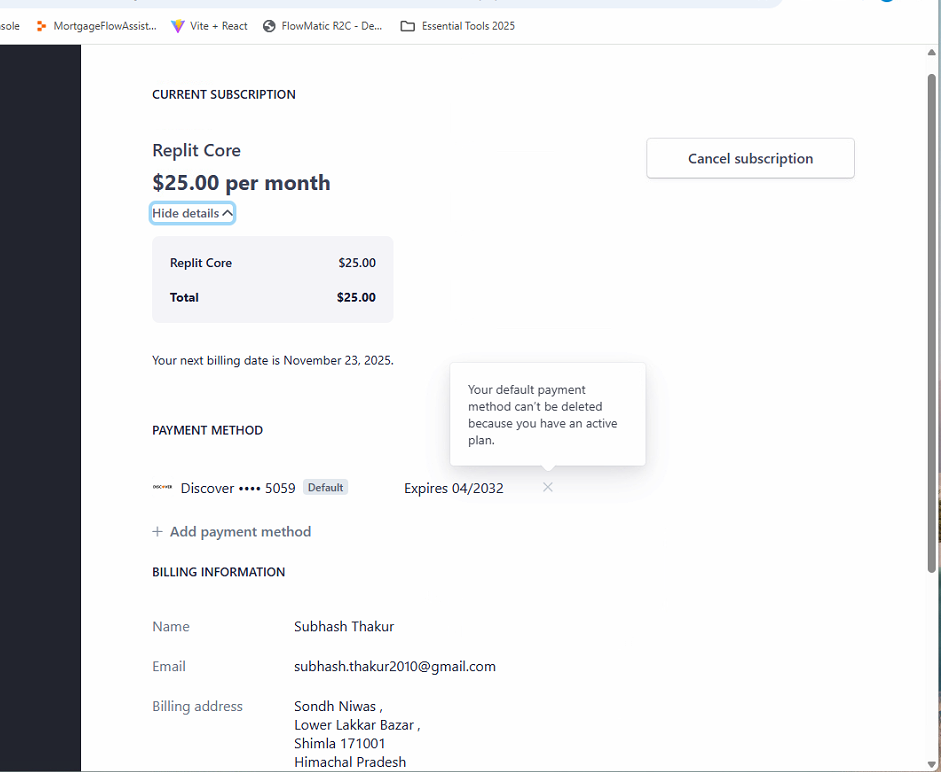 sole MortgageFlowAssist... Vite + React FlowMatic R2C - De... Essential Tools 2025
CURRENT SUBSCRIPTION
Replit Core
Cancel subscription
$25.00 per month
Hide details
Replit Core $25.00
Total $25.00
Your next billing date is November 23, 2025.
Your default payment
method can't be deleted
because you have an active
plan.
PAYMENT METHOD
DISCOVER Discover •••• 5059 Default Expires 04/2032
+ Add payment method
BILLING INFORMATION
Name Subhash Thakur
Email subhash.thakur2010@gmail.com
Billing address Sondh Niwas ,
Lower Lakkar Bazar ,
Shimla 171001
Himachal Pradesh